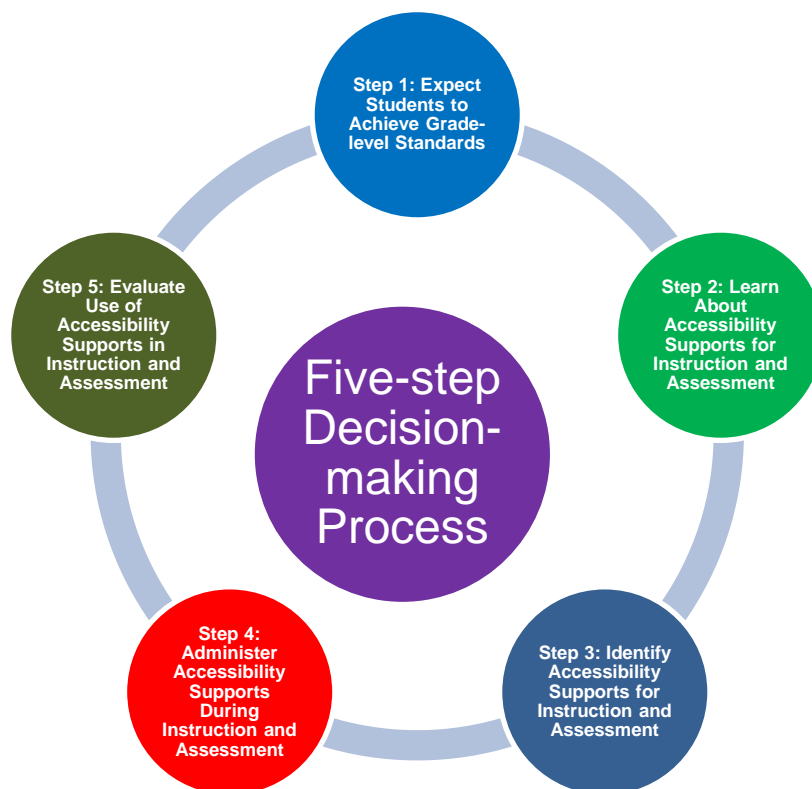 Step 1: Expect
Students to
Achieve Grade-
level Standards
Step 2: Learn
About
Accessibility
Supports for
Instruction and
Assessment
Step 3: Identify
Accessibility
Supports for
Instruction and
Assessment
Step 4:
Administer
Accessibility
Supports
During
Instruction and
Assessment
Step 5: Evaluate
Use of
Accessibility
Supports in
Instruction and
Assessment
Five-step
Decision-
making
Process